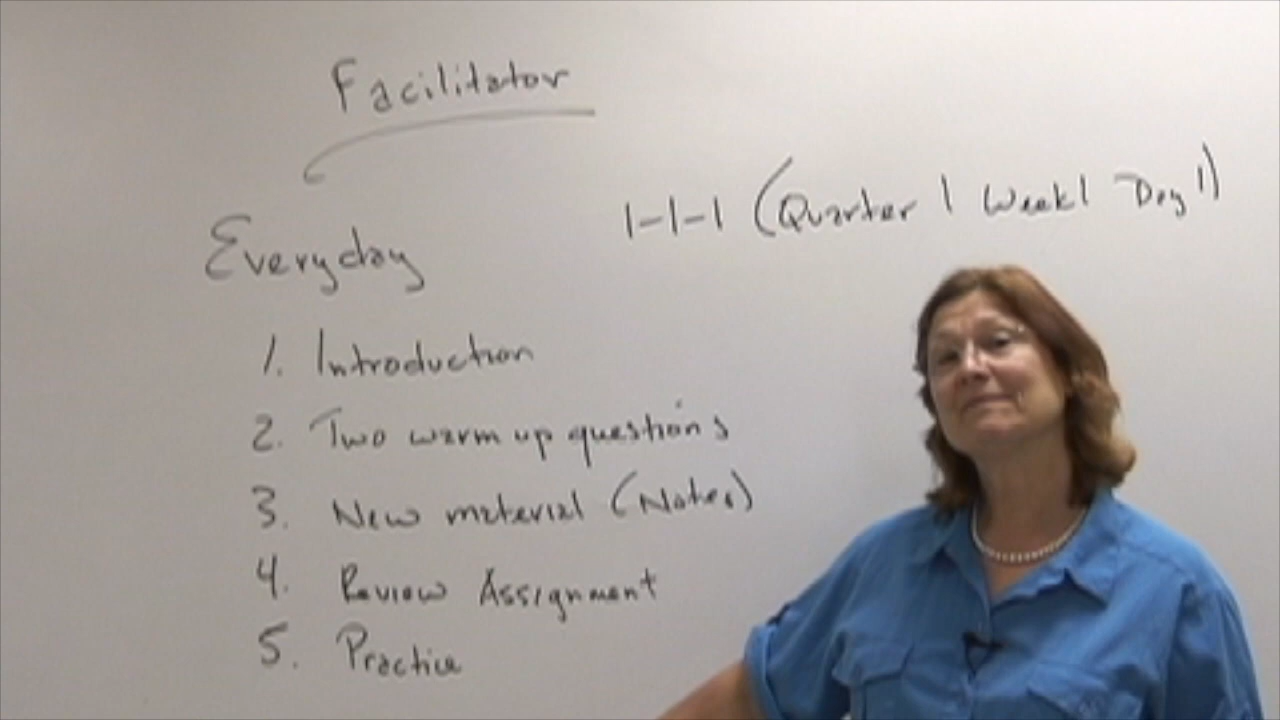 Facilitator
1-1-1 (Quarter 1 Week 1 Day 1)
Everyday
1. Introduction
2. Two warm up questions
3. New material (Notes)
4. Review Assignment
5. Practice